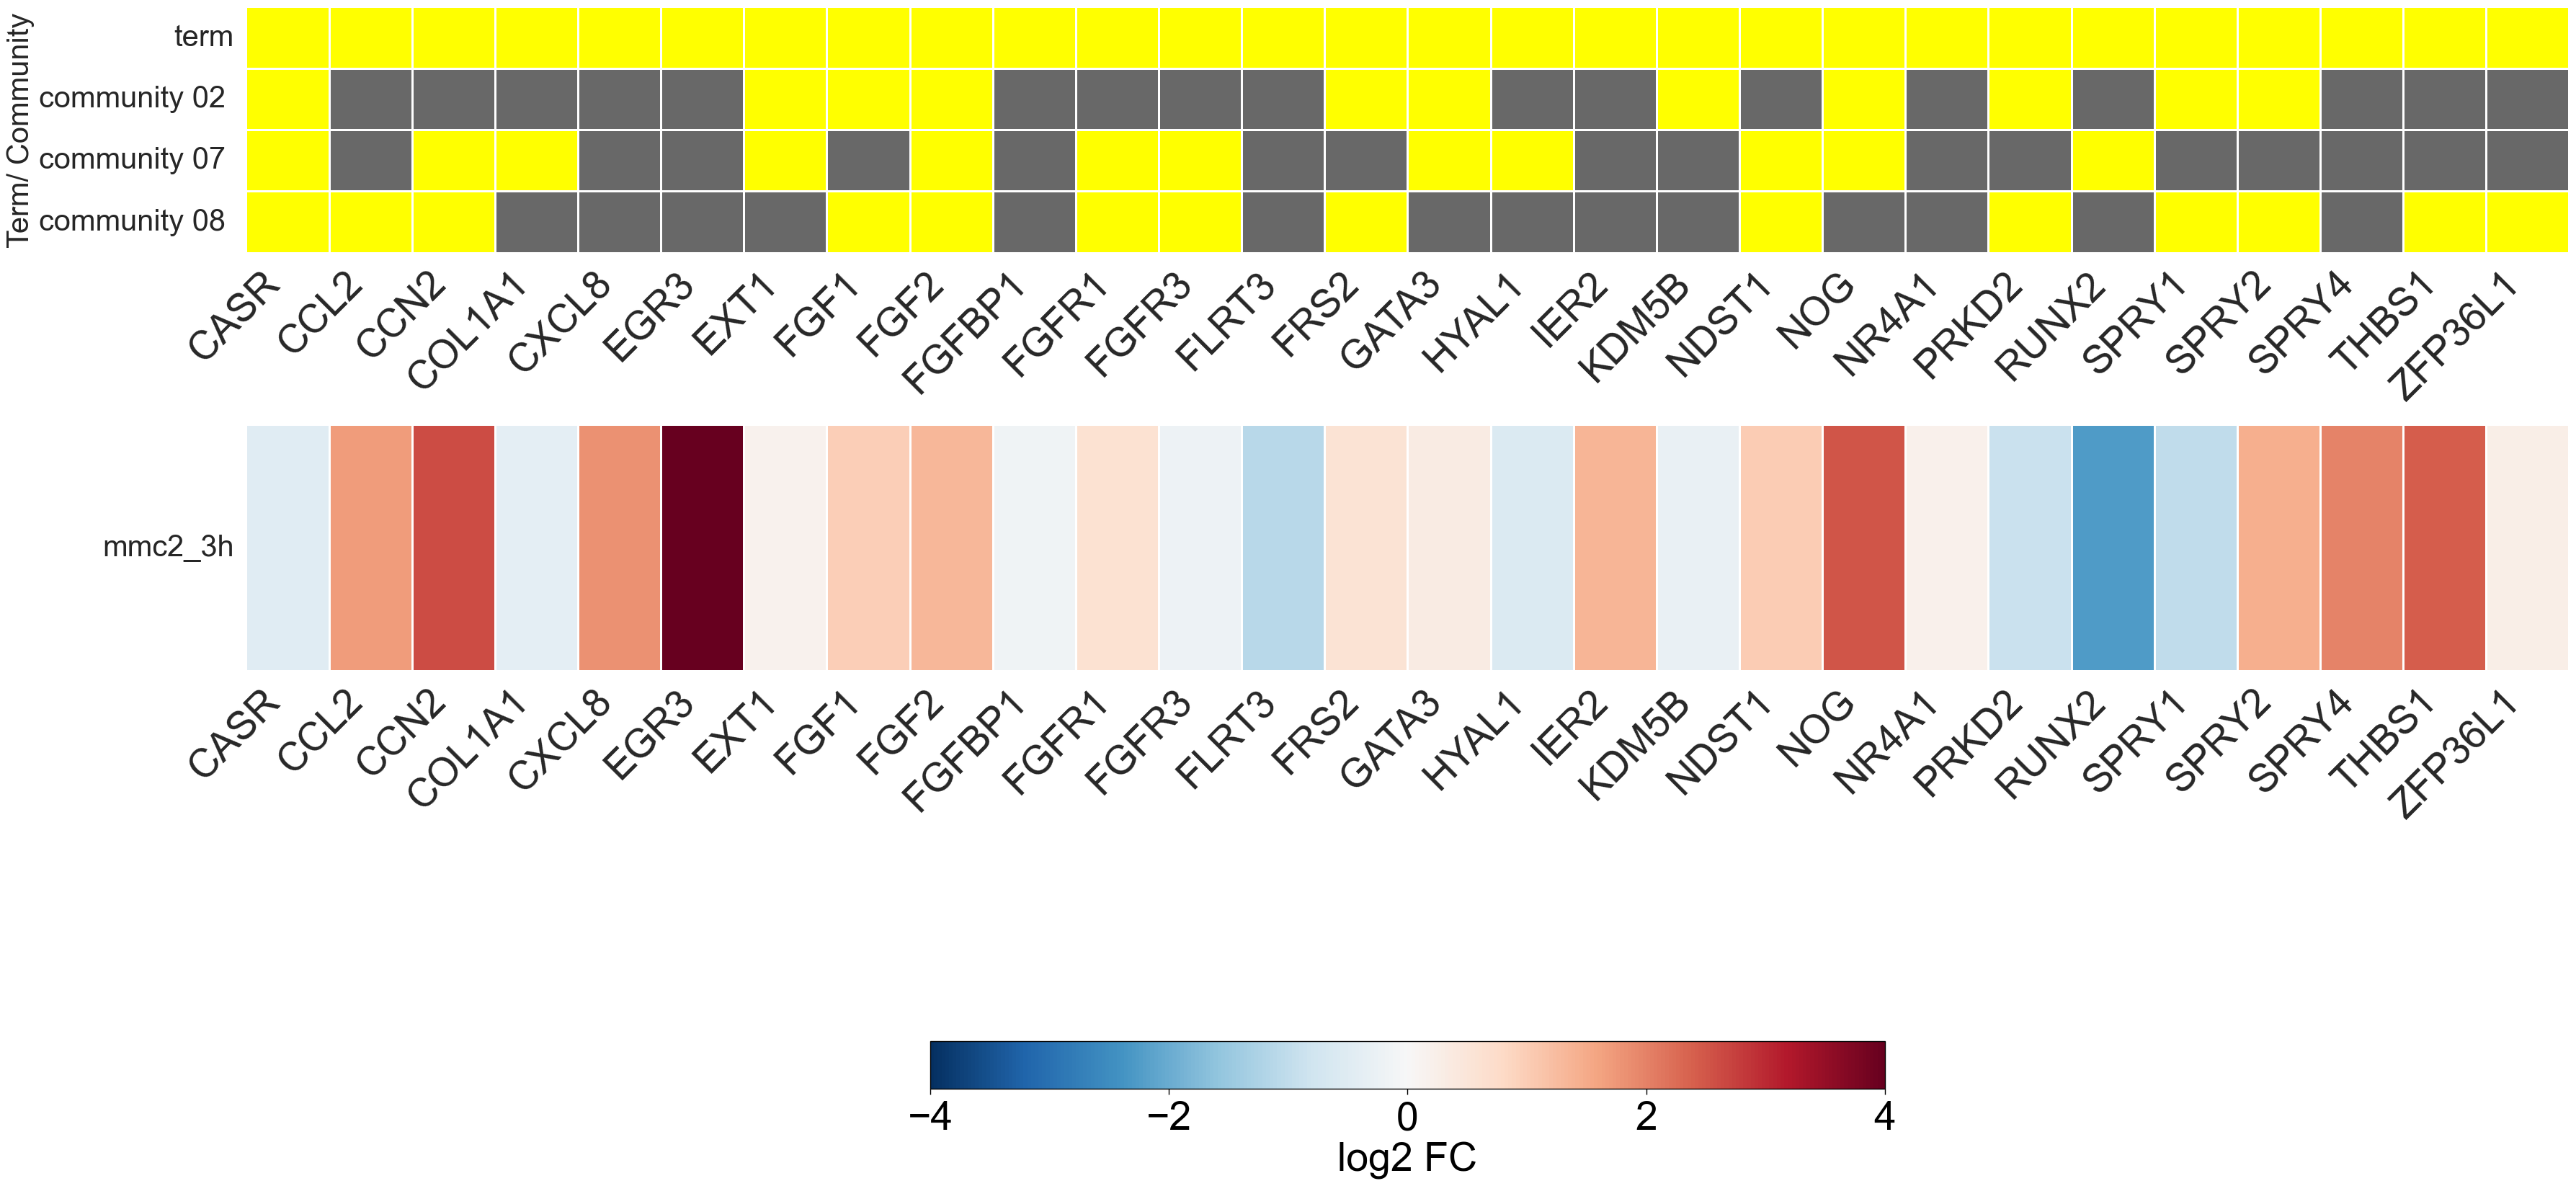 Term/ Community
term
community 02
community 07
community 08
CASR
CCL2
CCN2
COL1A1
CXCL8
EGR3
EXT1
FGF1
FGF2
FGFBP1
FGFR1
FGFR3
FLRT3
FRS2
GATA3
HYAL1
IER2
KDM5B
NDST1
NOG
NR4A1
PRKD2
RUNX2
SPRY1
SPRY2
SPRY4
THBS1
ZFP36L1
mmc2_3h
CASR
CCL2
CCN2
COL1A1
CXCL8
EGR3
EXT1
FGF1
FGF2
FGFBP1
FGFR1
FGFR3
FLRT3
FRS2
GATA3
HYAL1
IER2
KDM5B
NDST1
NOG
NR4A1
PRKD2
RUNX2
SPRY1
SPRY2
SPRY4
THBS1
ZFP36L1
−4 −2 0 2 4
log2 FC